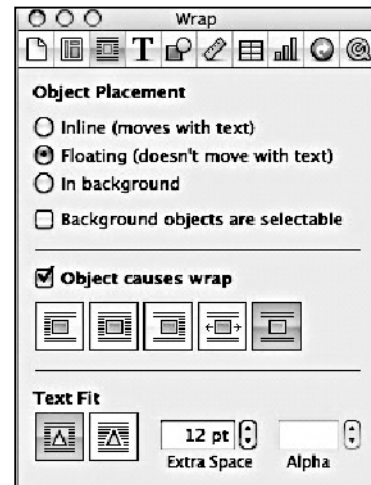 Wrap
T
Object Placement
Inline (moves with text)
Floating (doesn't move with text)
In background
Background objects are selectable
Object causes wrap
Text Fit
12 pt
Extra Space
Alpha